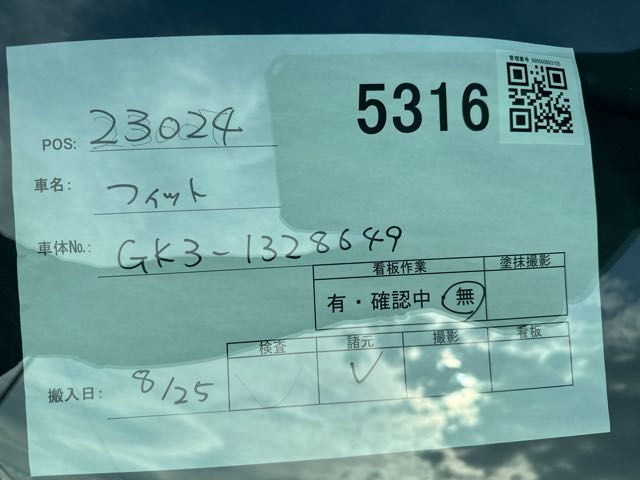 管理番号 990000882105
5316
POS: 23024
車名: フィット
車体No.: GK3-1328649
看板作業 塗抹撮影
有・確認中・無
検査 諸元 撮影 看板
搬入日: 8/25 ✓